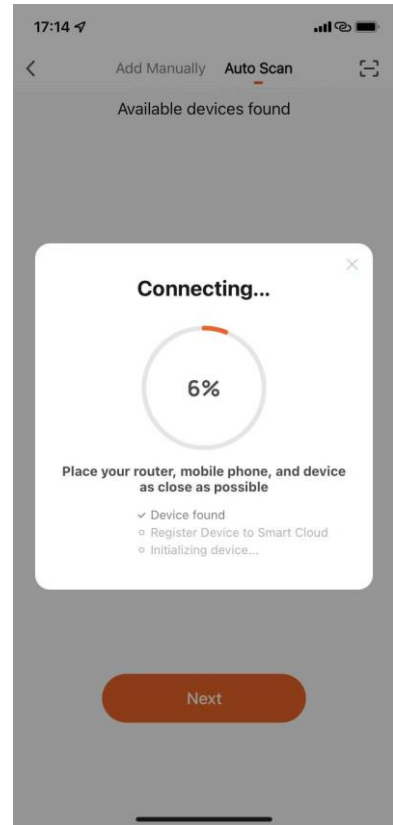 17:14
Add Manually Auto Scan
Available devices found
Connecting...
6%
Place your router, mobile phone, and device
as close as possible
Device found
Register Device to Smart Cloud
Initializing device...
Next